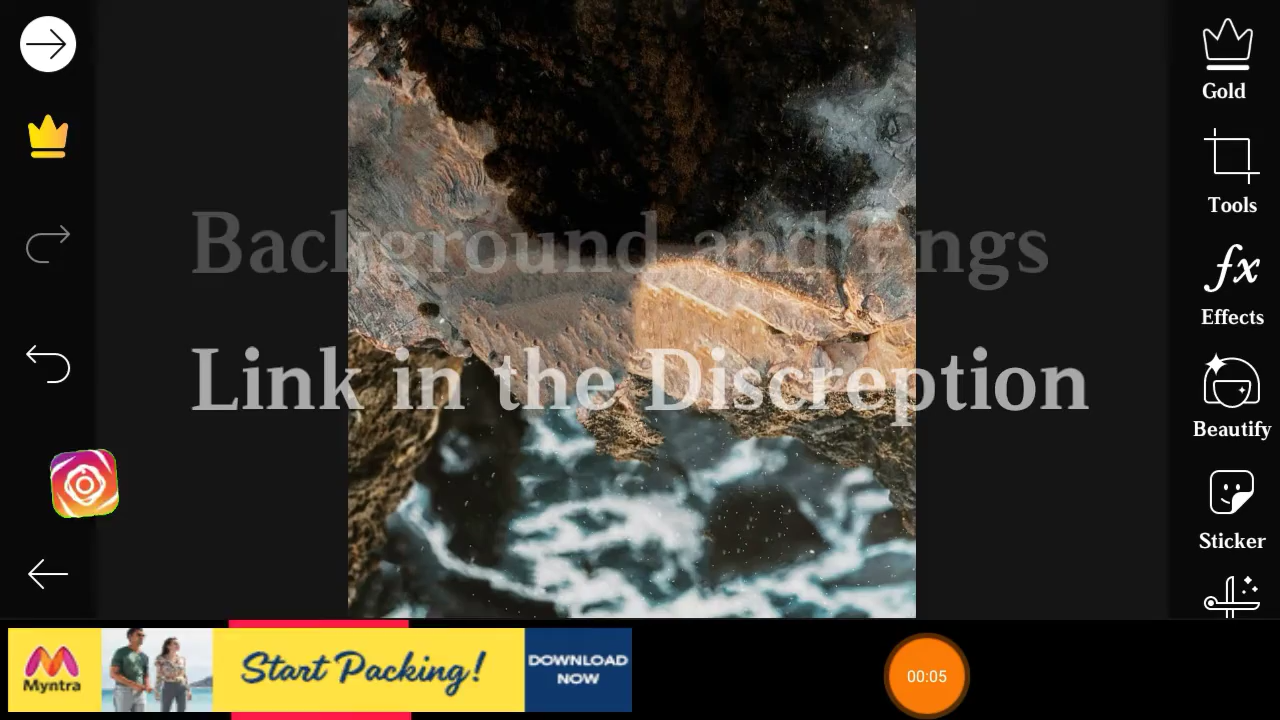 Gold
Tools
Background and Pngs
fx
Effects
Link in the Discreption
Beautify
Sticker
Myntra
Start Packing!
DOWNLOAD
NOW
00:05